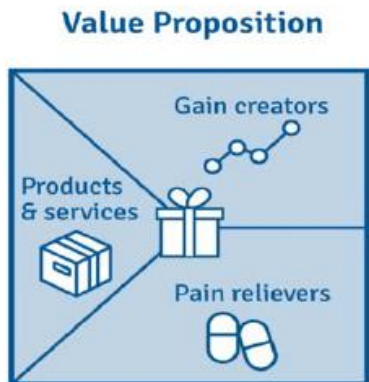 Value Proposition
Gain creators
Products
& services
Pain relievers